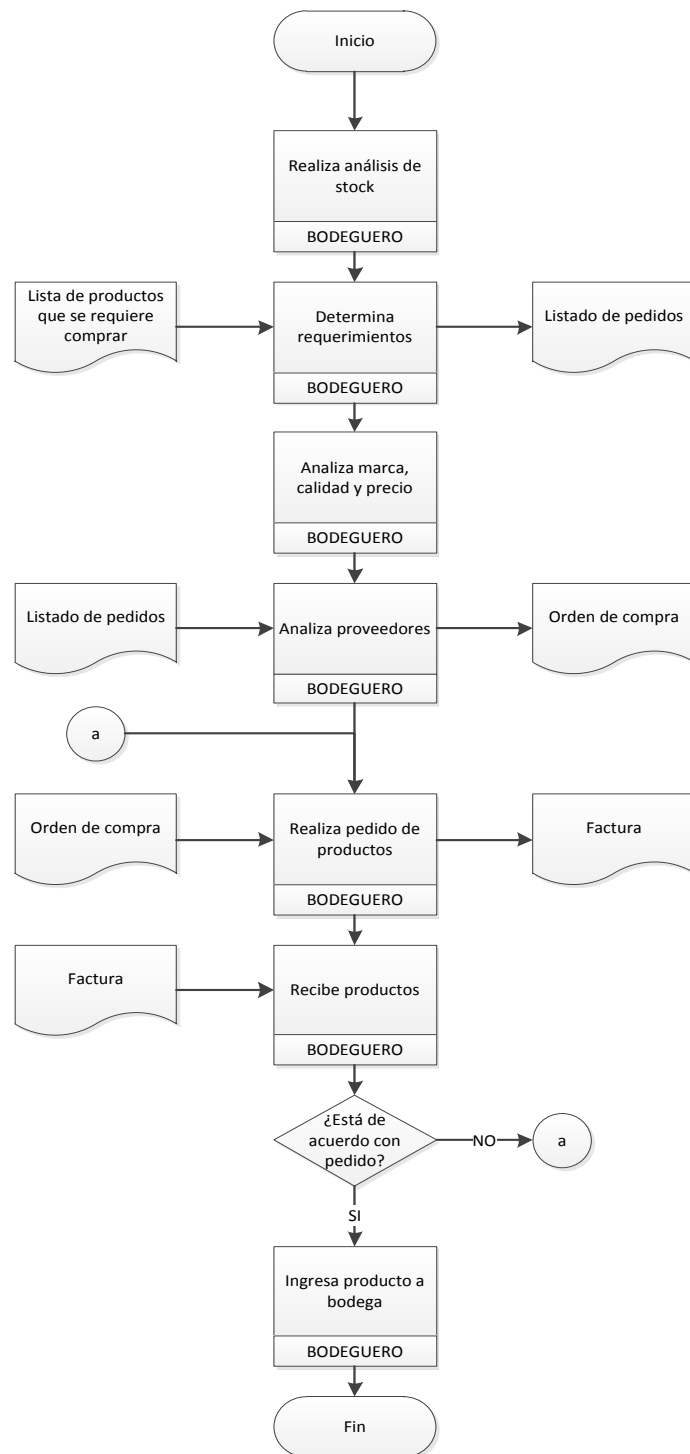 Inicio
Realiza análisis de
stock
BODEGUERO
Lista de productos
que se requiere
comprar
Determina
requerimientos
BODEGUERO
Listado de pedidos
Analiza marca,
calidad y precio
BODEGUERO
Listado de pedidos
Analiza proveedores
BODEGUERO
Orden de compra
a
Orden de compra
Realiza pedido de
productos
BODEGUERO
Factura
Factura
Recibe productos
BODEGUERO
¿Está de
acuerdo con
pedido?
NO
a
SI
Ingresa producto a
bodega
BODEGUERO
Fin